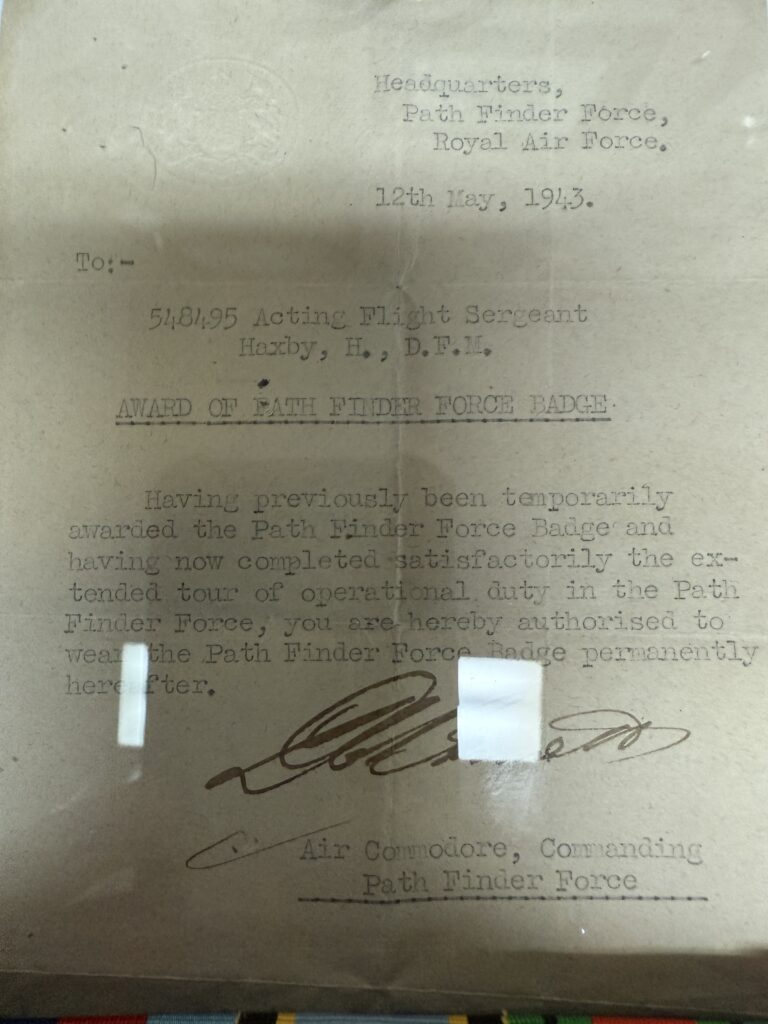 Headquarters,
Path Finder Force,
Royal Air Force.
12th May, 1943.
To:-
548495 Acting Flight Sergeant
Haxby, H., D.F.M.
AWARD OF PATH FINDER FORCE BADGE
Having previously been temporarily
awarded the Path Finder Force Badge and
having now completed satisfactorily the ex-
tended tour of operational duty in the Path
Finder Force, you are hereby authorised to
wear the Path Finder Force Badge permanently
hereafter.
Air Commodore, Commanding
Path Finder Force